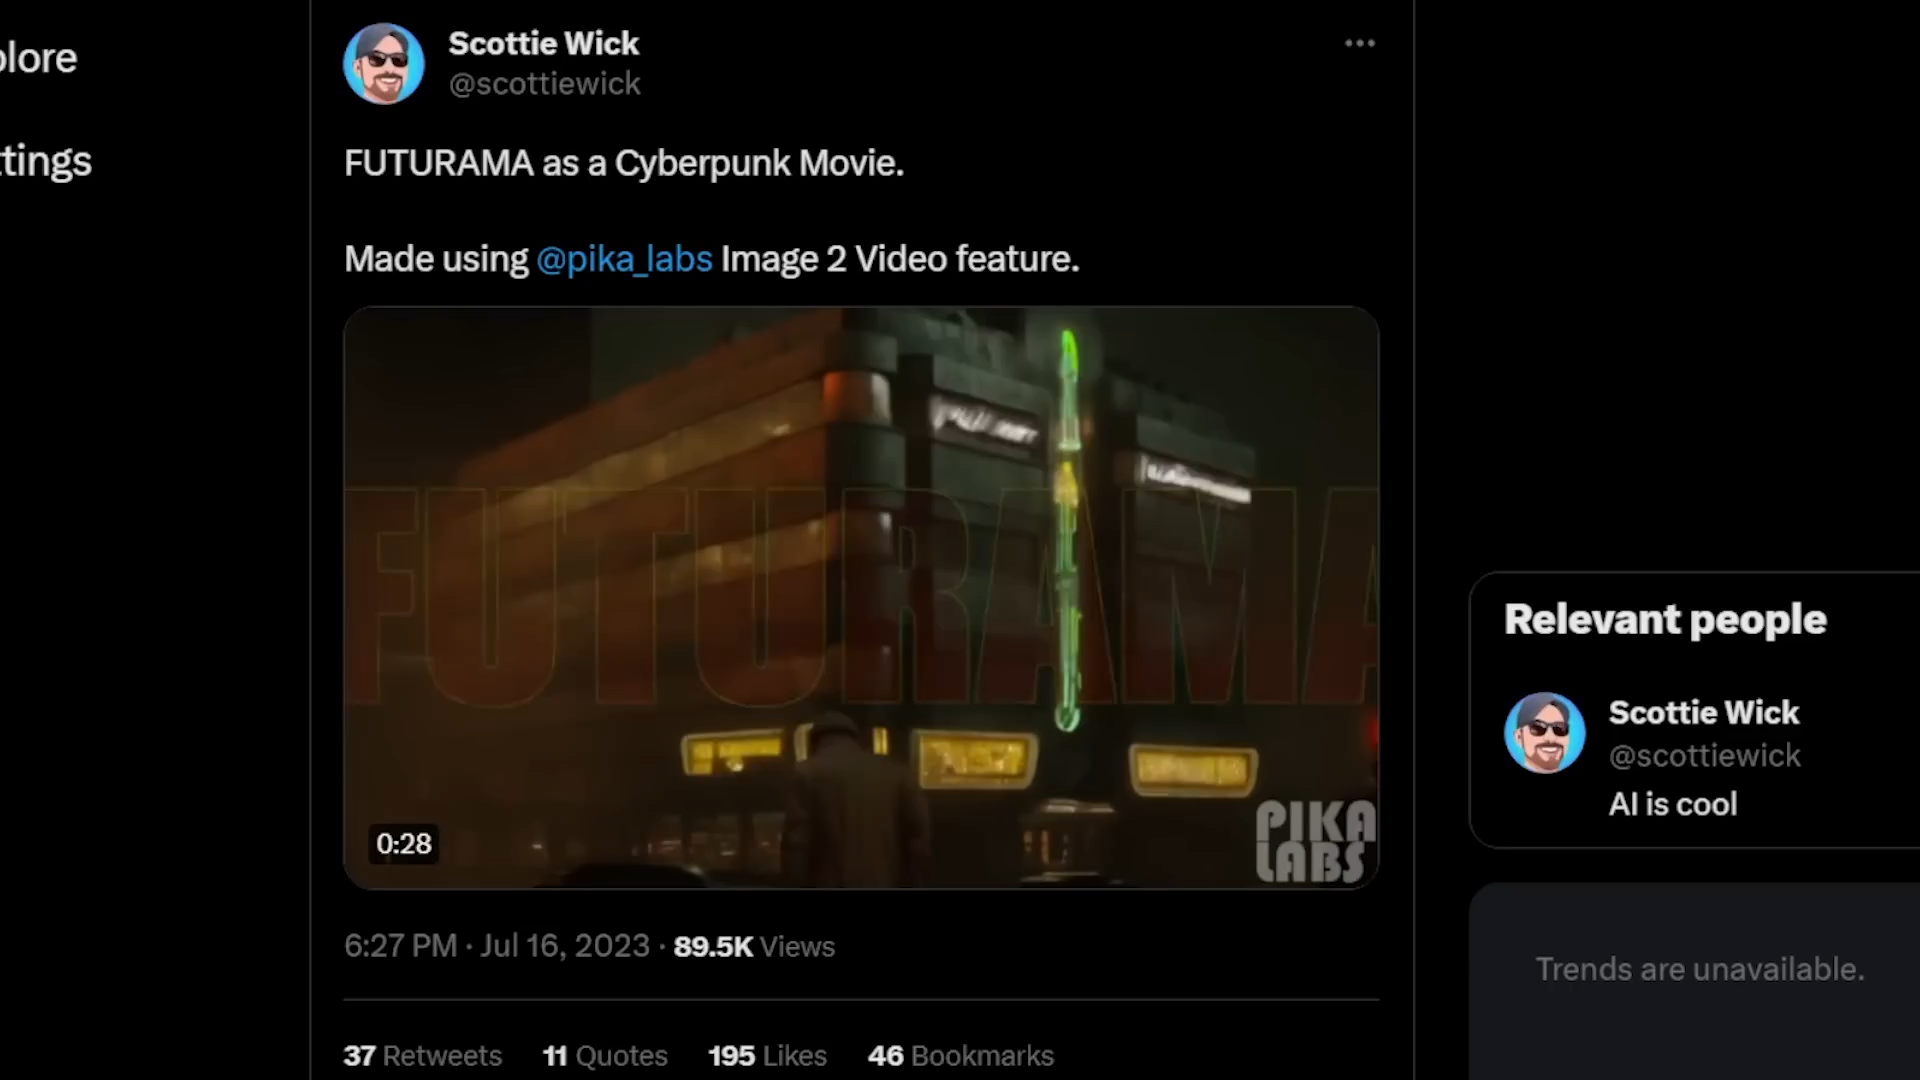 plore
ttings
Scottie Wick
@scottiewick
FUTURAMA as a Cyberpunk Movie.
Made using @pika_labs Image 2 Video feature.
FUTURAMA
PIKA
LABS
0:28
6:27 PM · Jul 16, 2023 · 89.5K Views
37 Retweets 11 Quotes 195 Likes 46 Bookmarks
Relevant people
Scottie Wick
@scottiewick
AI is cool
Trends are unavailable.